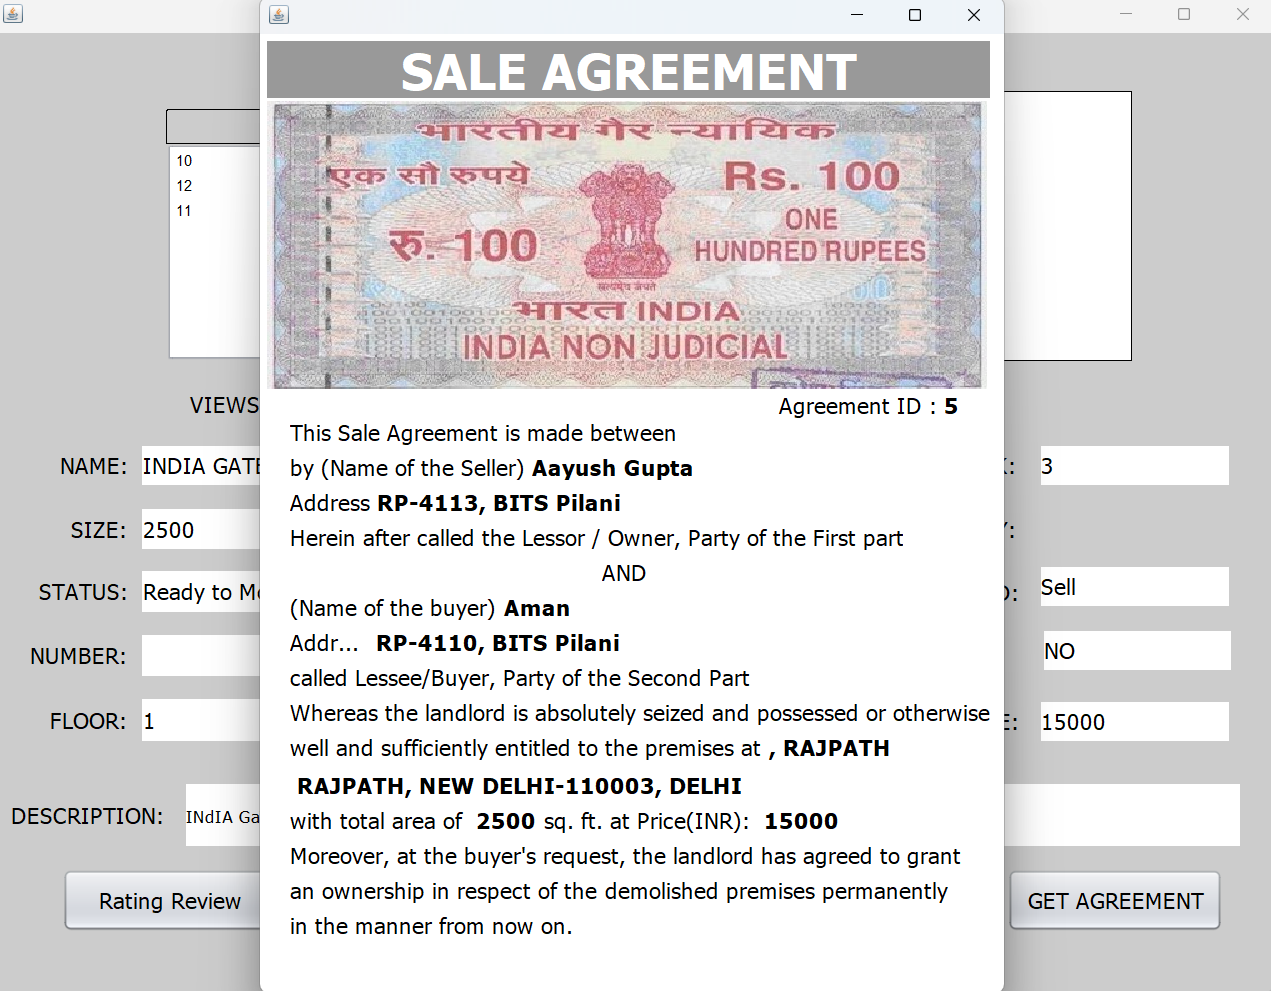 SALE AGREEMENT
भारतीय गैर न्यायिक
एक सौ रुपये
Rs. 100
रु. 100
ONE
HUNDRED RUPEES
सत्यमेव जयते
भारत INDIA
INDIA NON JUDICIAL
Agreement ID : 5
This Sale Agreement is made between
by (Name of the Seller) Aayush Gupta
Address RP-4113, BITS Pilani
Herein after called the Lessor / Owner, Party of the First part
AND
(Name of the buyer) Aman
Addr... RP-4110, BITS Pilani
called Lessee/Buyer, Party of the Second Part
Whereas the landlord is absolutely seized and possessed or otherwise
well and sufficiently entitled to the premises at , RAJPATH
RAJPATH, NEW DELHI-110003, DELHI
with total area of 2500 sq. ft. at Price(INR): 15000
Moreover, at the buyer's request, the landlord has agreed to grant
an ownership in respect of the demolished premises permanently
in the manner from now on.
10
12
11
VIEWS
NAME: INDIA GATE
3
SIZE: 2500
STATUS: Ready to
Sell
NUMBER:
NO
FLOOR: 1
15000
DESCRIPTION: INdIA Ga
Rating Review
GET AGREEMENT